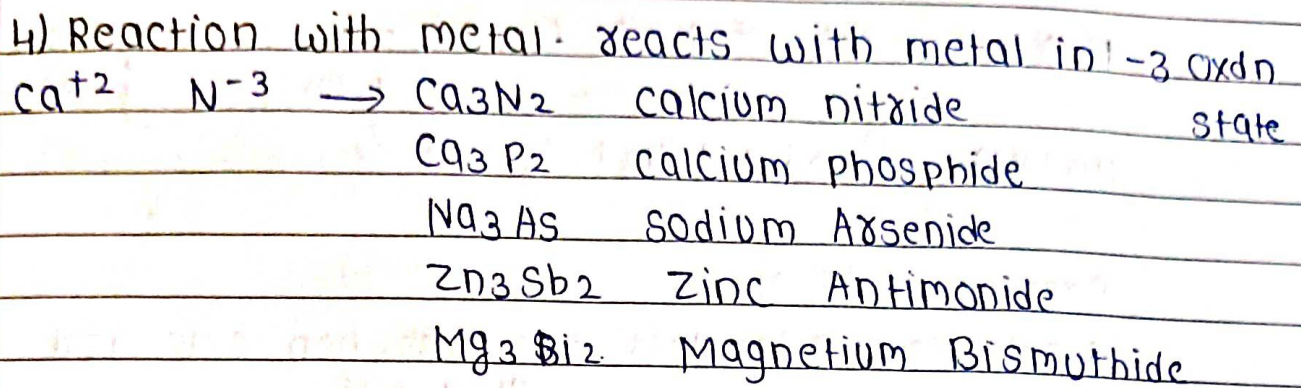 4) Reaction with metal. reacts with metal in -3 oxdn state
Ca+2 N-3 → Ca3N2 calcium nitride
Ca3 P2 calcium phosphide
Na3 As sodium Arsenide
Zn3 Sb2 Zinc Antimonide
Mg3 Bi2. Magnetium Bismuthide